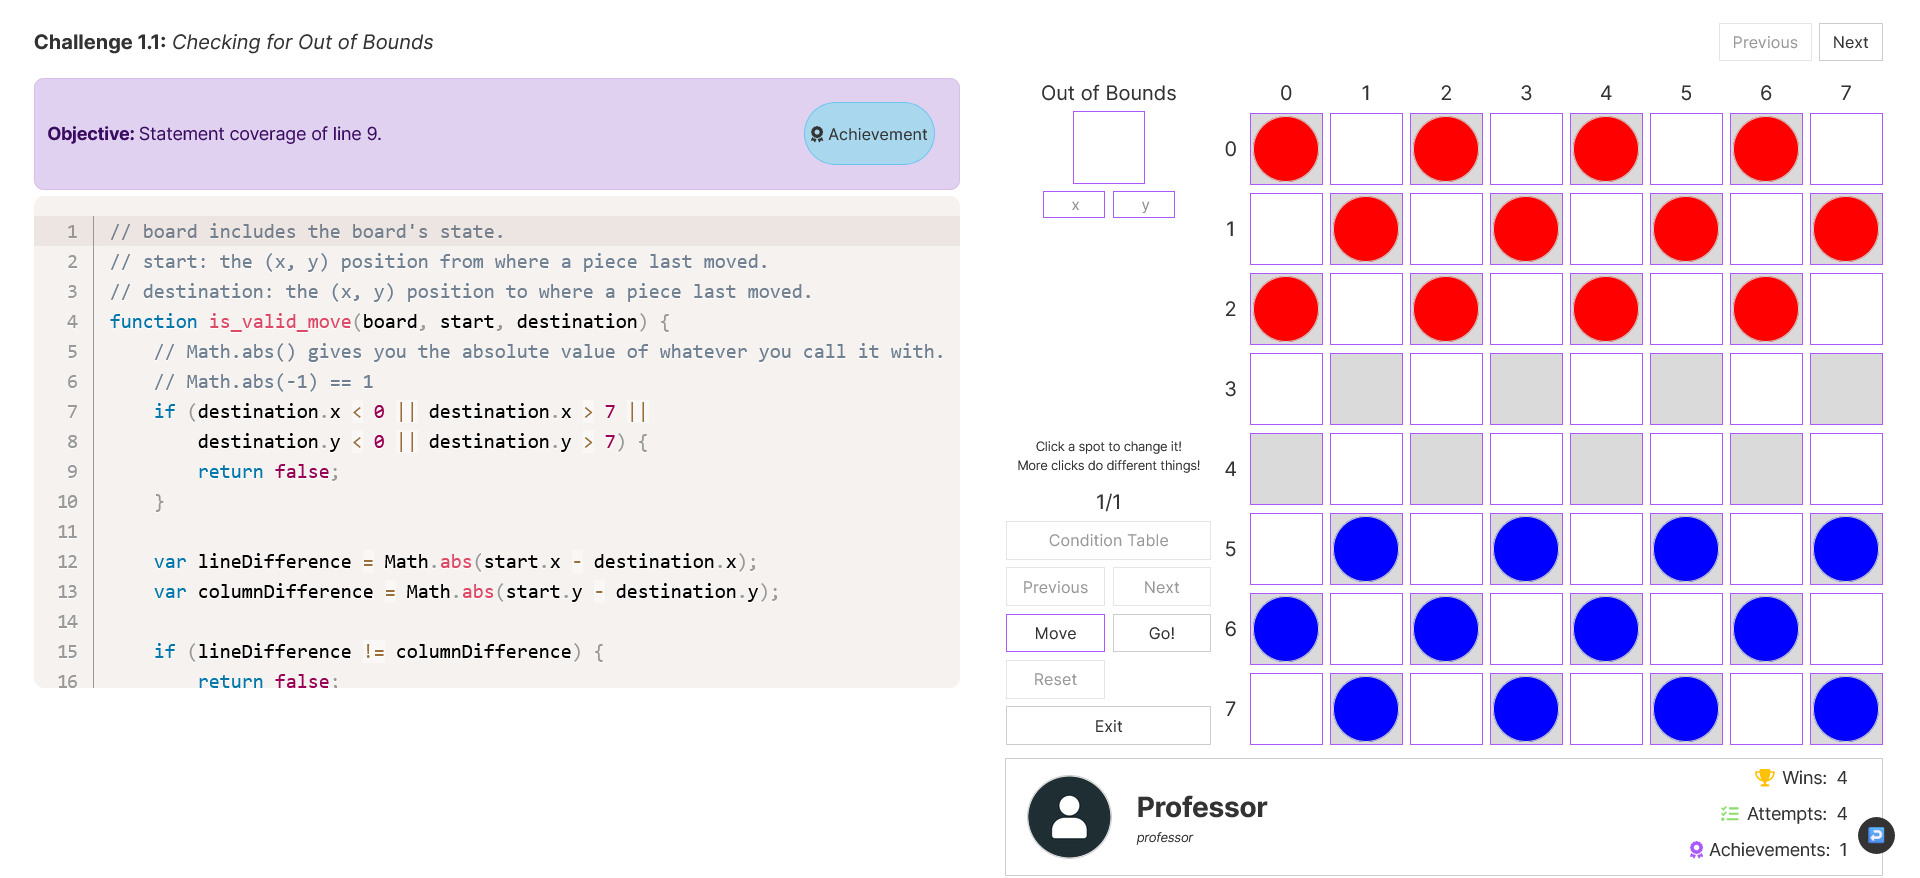 Challenge 1.1: Checking for Out of Bounds
Previous
Next
Objective: Statement coverage of line 9.
Achievement
1 // board includes the board's state.
2 // start: the (x, y) position from where a piece last moved.
3 // destination: the (x, y) position to where a piece last moved.
4 function is_valid_move(board, start, destination) {
5 // Math.abs() gives you the absolute value of whatever you call it with.
6 // Math.abs(-1) == 1
7 if (destination.x < 0 || destination.x > 7 ||
8 destination.y < 0 || destination.y > 7) {
9 return false;
10 }
11
12 var lineDifference = Math.abs(start.x - destination.x);
13 var columnDifference = Math.abs(start.y - destination.y);
14
15 if (lineDifference != columnDifference) {
16 return false;
Out of Bounds
x
y
Click a spot to change it!
More clicks do different things!
1/1
Condition Table
Previous
Next
Move
Go!
Reset
Exit
0 1 2 3 4 5 6 7
0
1
2
3
4
5
6
7
Professor
professor
Wins: 4
Attempts: 4
Achievements: 1